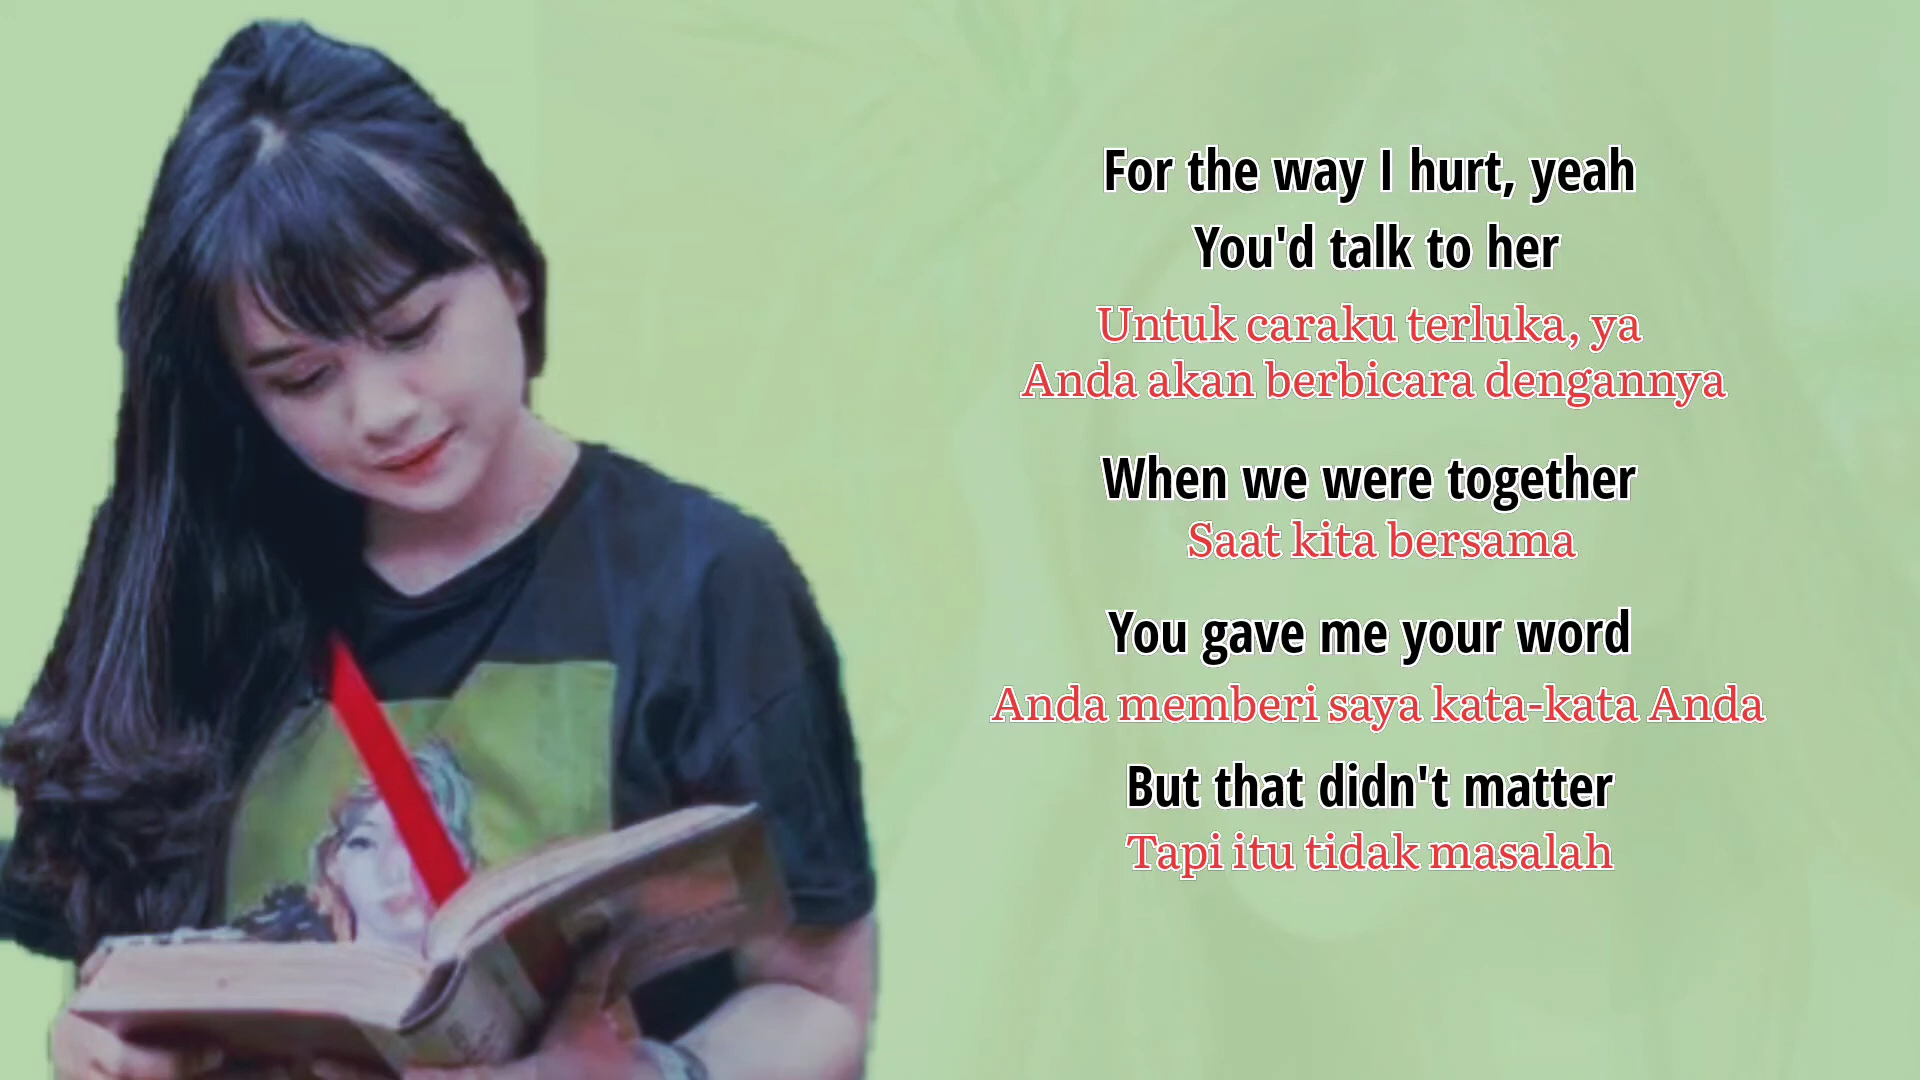 For the way I hurt, yeah
You'd talk to her
Untuk caraku terluka, ya
Anda akan berbicara dengannya
When we were together
Saat kita bersama
You gave me your word
Anda memberi saya kata-kata Anda
But that didn't matter
Tapi itu tidak masalah